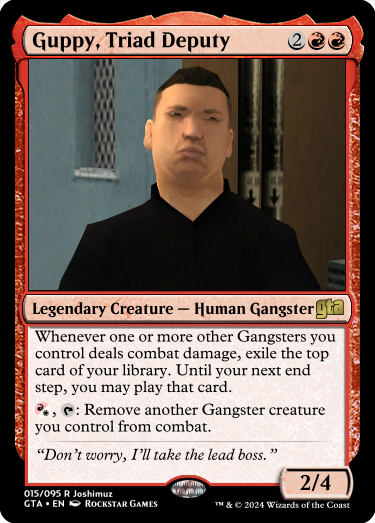 Guppy, Triad Deputy 2
Legendary Creature — Human Gangster gta
Whenever one or more other Gangsters you
control deals combat damage, exile the top
card of your library. Until your next end
step, you may play that card.
, : Remove another Gangster creature
you control from combat.
“Don't worry, I'll take the lead boss.”
015/095 R Joshimuz
GTA • EN Rockstar Games
™ & © 2024 Wizards of the Coast
2/4